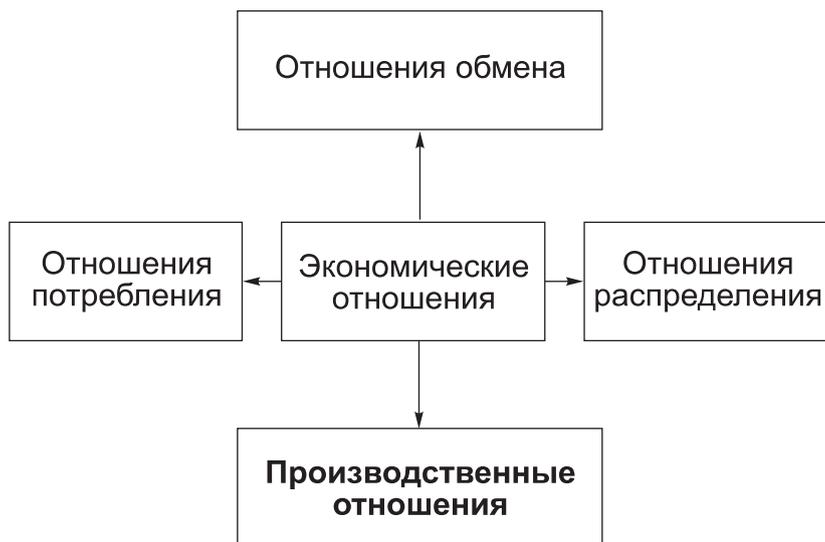 Отношения обмена
Отношения
потребления
Экономические
отношения
Отношения
распределения
Производственные
отношения